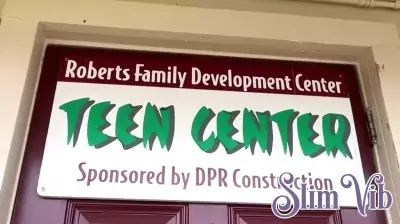 Roberts Family Development Center
TEEN CENTER
Sponsored by DPR Construction
Slim Vib